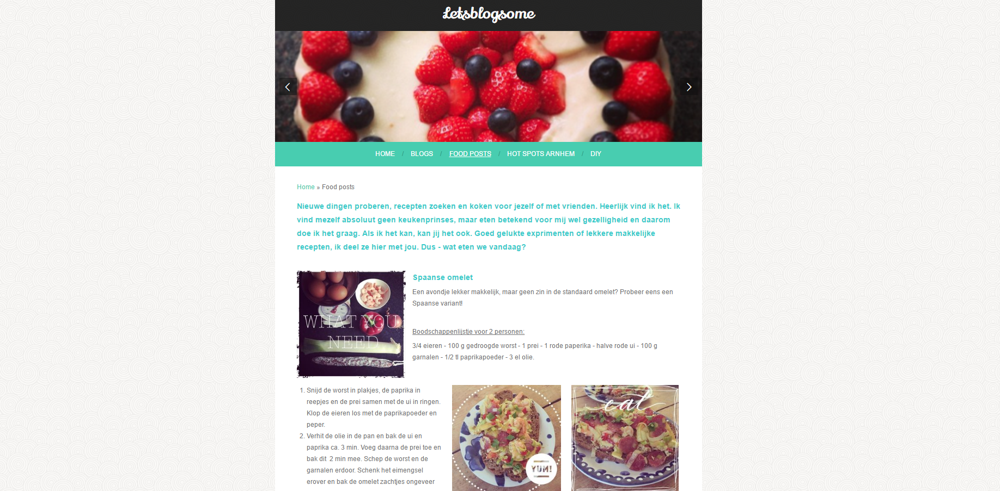 Letsblogsome
HOME / BLOGS / FOOD POSTS / HOT SPOTS ARNHEM / DIY
Home » Food posts
Nieuwe dingen proberen, recepten zoeken en koken voor jezelf of met vrienden. Heerlijk vind ik het. Ik
vind mezelf absoluut geen keukenprinses, maar eten betekend voor mij wel gezelligheid en daarom
doe ik het graag. Als ik het kan, kan jij het ook. Goed gelukte exprimenten of lekkere makkelijke
recepten, ik deel ze hier met jou. Dus - wat eten we vandaag?
WHAT YOU
NEED
Spaanse omelet
Een avondje lekker makkelijk, maar geen zin in de standaard omelet? Probeer eens een
Spaanse variant!
Boodschappenlijstje voor 2 personen:
3/4 eieren - 100 g gedroogde worst - 1 prei - 1 rode paperika - halve rode ui - 100 g
garnalen - 1/2 tl paprikapoeder - 3 el olie.
1. Snijd de worst in plakjes, de paprika in
reepjes en de prei samen met de ui in ringen.
Klop de eieren los met de paprikapoeder en
peper.
2. Verhit de olie in de pan en bak de ui en
paprika ca. 3 min. Voeg daarna de prei toe en
bak dit 2 min mee. Schep de worst en de
garnalen erdoor. Schenk het eimengsel
erover en bak de omelet zachtjes ongeveer
YUM!
eat